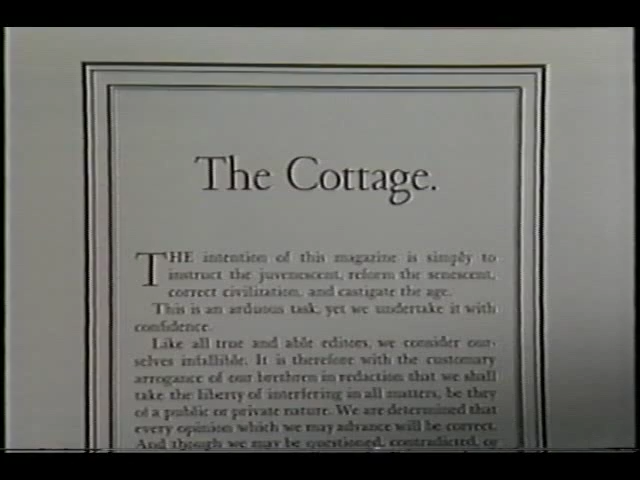 The Cottage.
THE intention of this magazine is simply to
instruct the juvenescent, reform the senescent,
correct civilization, and castigate the age.
This is an arduous task, yet we undertake it with
confidence.
Like all true and able editors, we consider our-
selves infallible. It is therefore with the customary
arrogance of our brethren in redaction that we shall
take the liberty of interfering in all matters, be they
of a public or private nature. We are determined that
every opinion which we may advance will be correct.
And though we may be questioned, contradicted, or